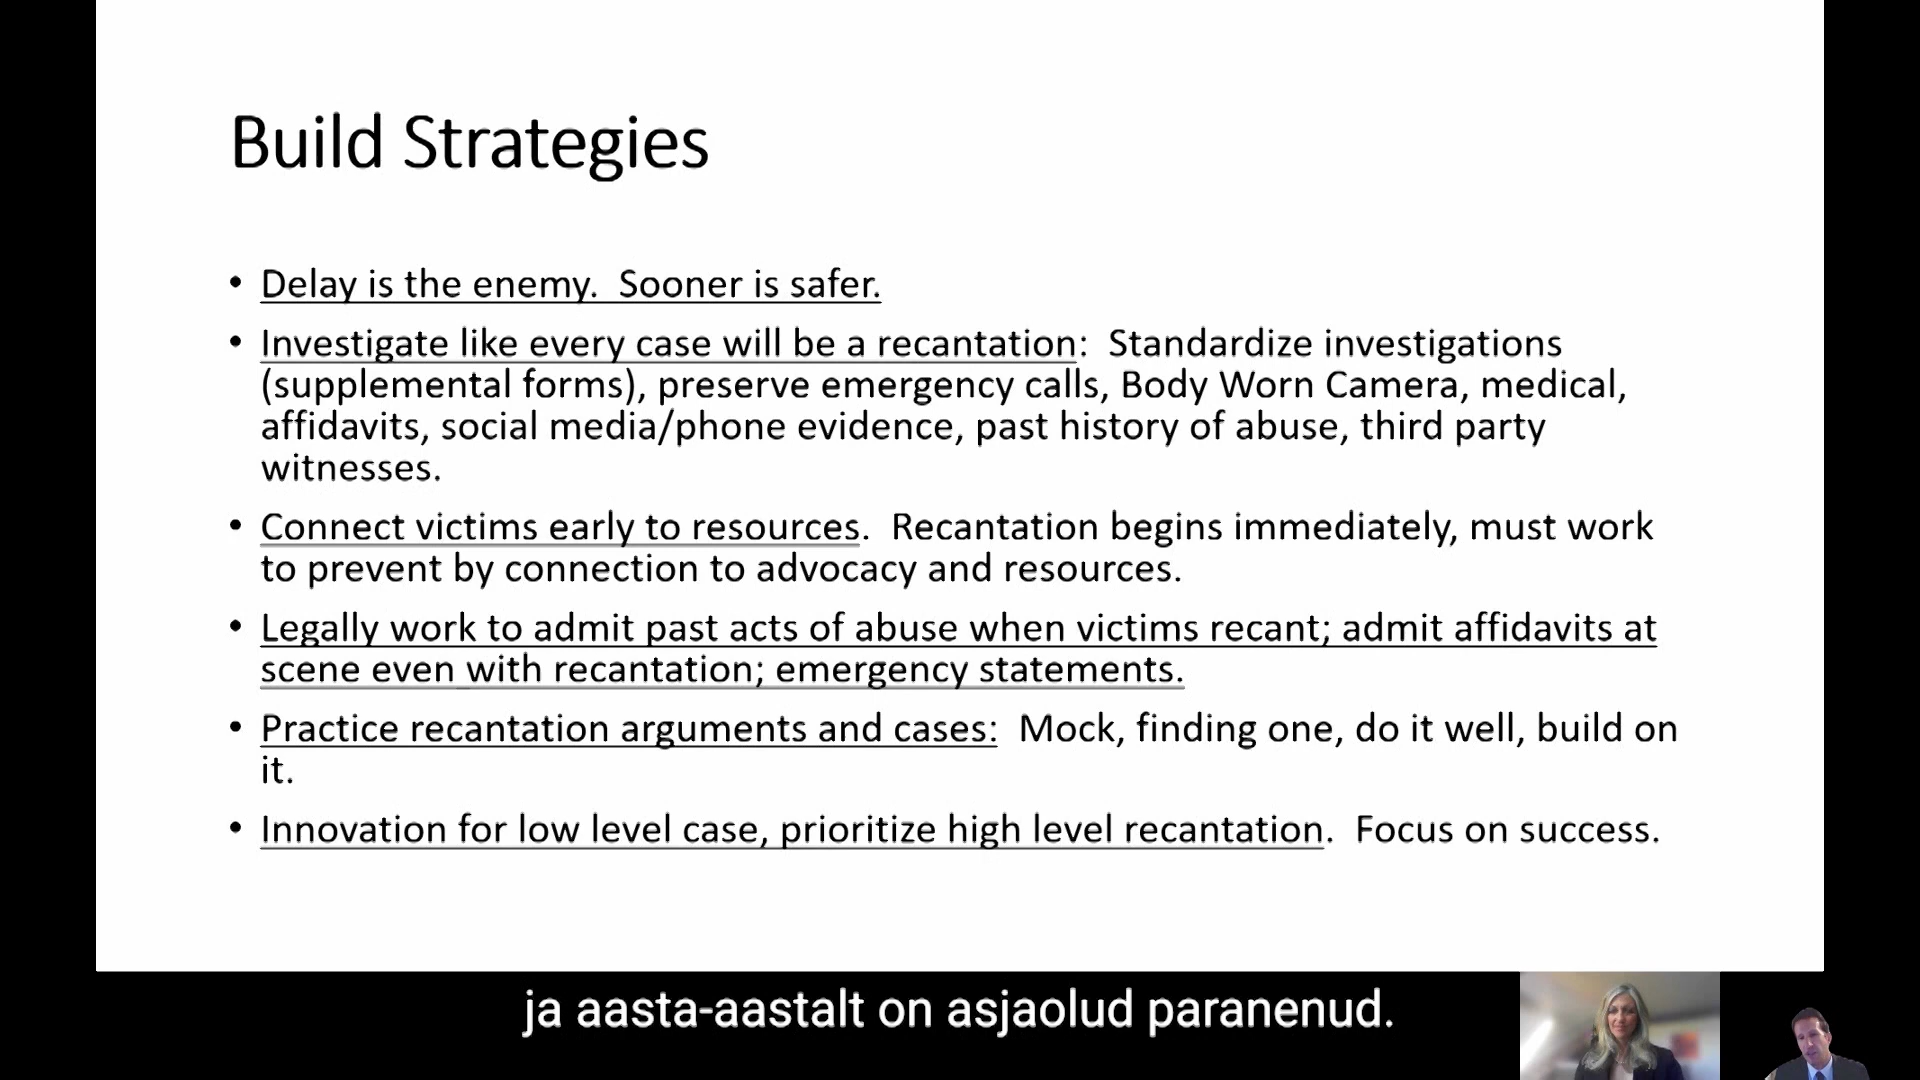 Build Strategies
• Delay is the enemy.  Sooner is safer.
• Investigate like every case will be a recantation:  Standardize investigations
(supplemental forms), preserve emergency calls, Body Worn Camera, medical,
affidavits, social media/phone evidence, past history of abuse, third party
witnesses.
• Connect victims early to resources.  Recantation begins immediately, must work
to prevent by connection to advocacy and resources.
• Legally work to admit past acts of abuse when victims recant; admit affidavits at
scene even with recantation; emergency statements.
• Practice recantation arguments and cases:  Mock, finding one, do it well, build on
it.
• Innovation for low level case, prioritize high level recantation.  Focus on success.
ja aasta-aastalt on asjaolud paranenud.